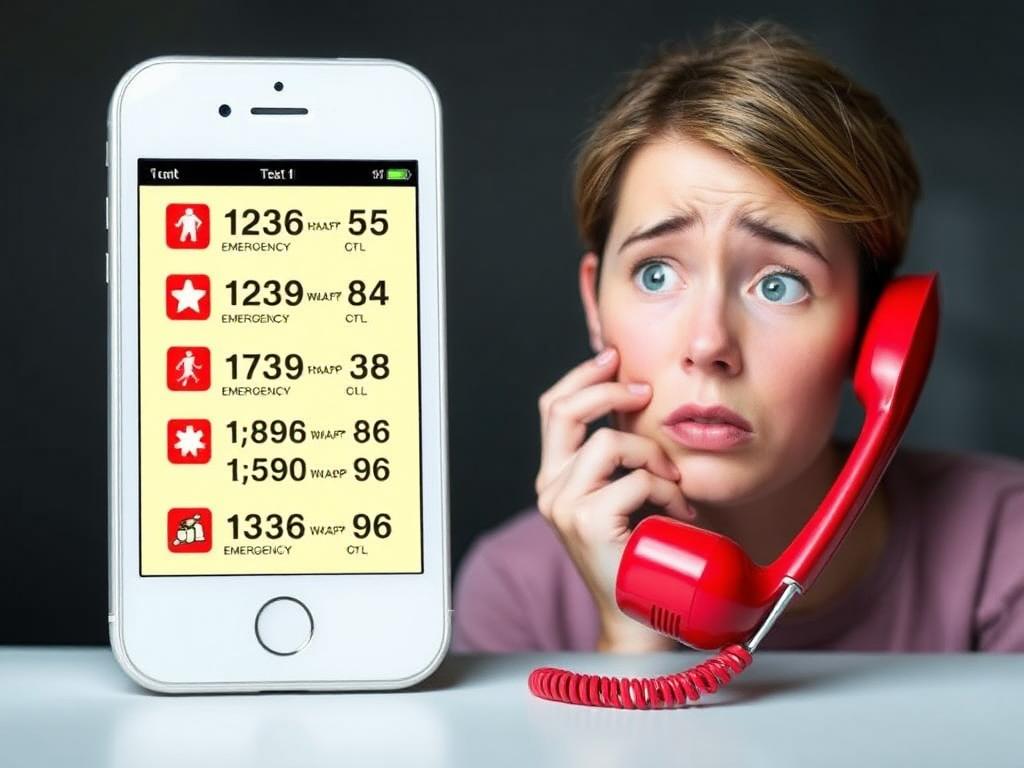 Test 1
1236 55
EMERGENCY CTL
1239 84
EMERGENCY CTL
1739 38
EMERGENCY CLL
1;896 86
1;590 96
1336 96
EMERGENCY CTL